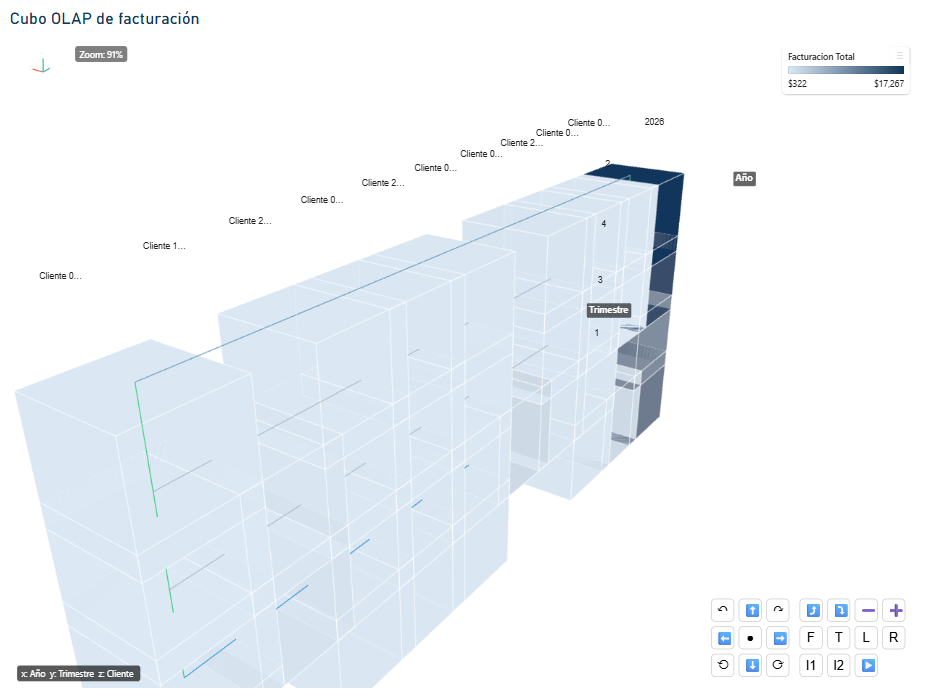 Cubo OLAP de facturación
Zoom: 91%
Facturacion Total
$322 $17,267
Cliente 0...
2026
Cliente 0...
Cliente 2...
Cliente 0...
Cliente 0...
Cliente 2...
Cliente 0...
Cliente 2...
Cliente 1...
Cliente 0...
Año
2
4
3
Trimestre
1
F T L R
I1 I2
x: Año y: Trimestre z: Cliente